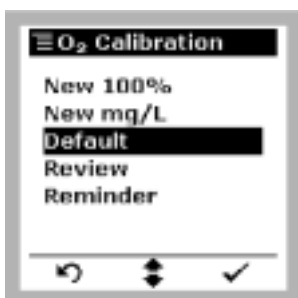 O₂ Calibration
New 100%
New mg/L
Default
Review
Reminder